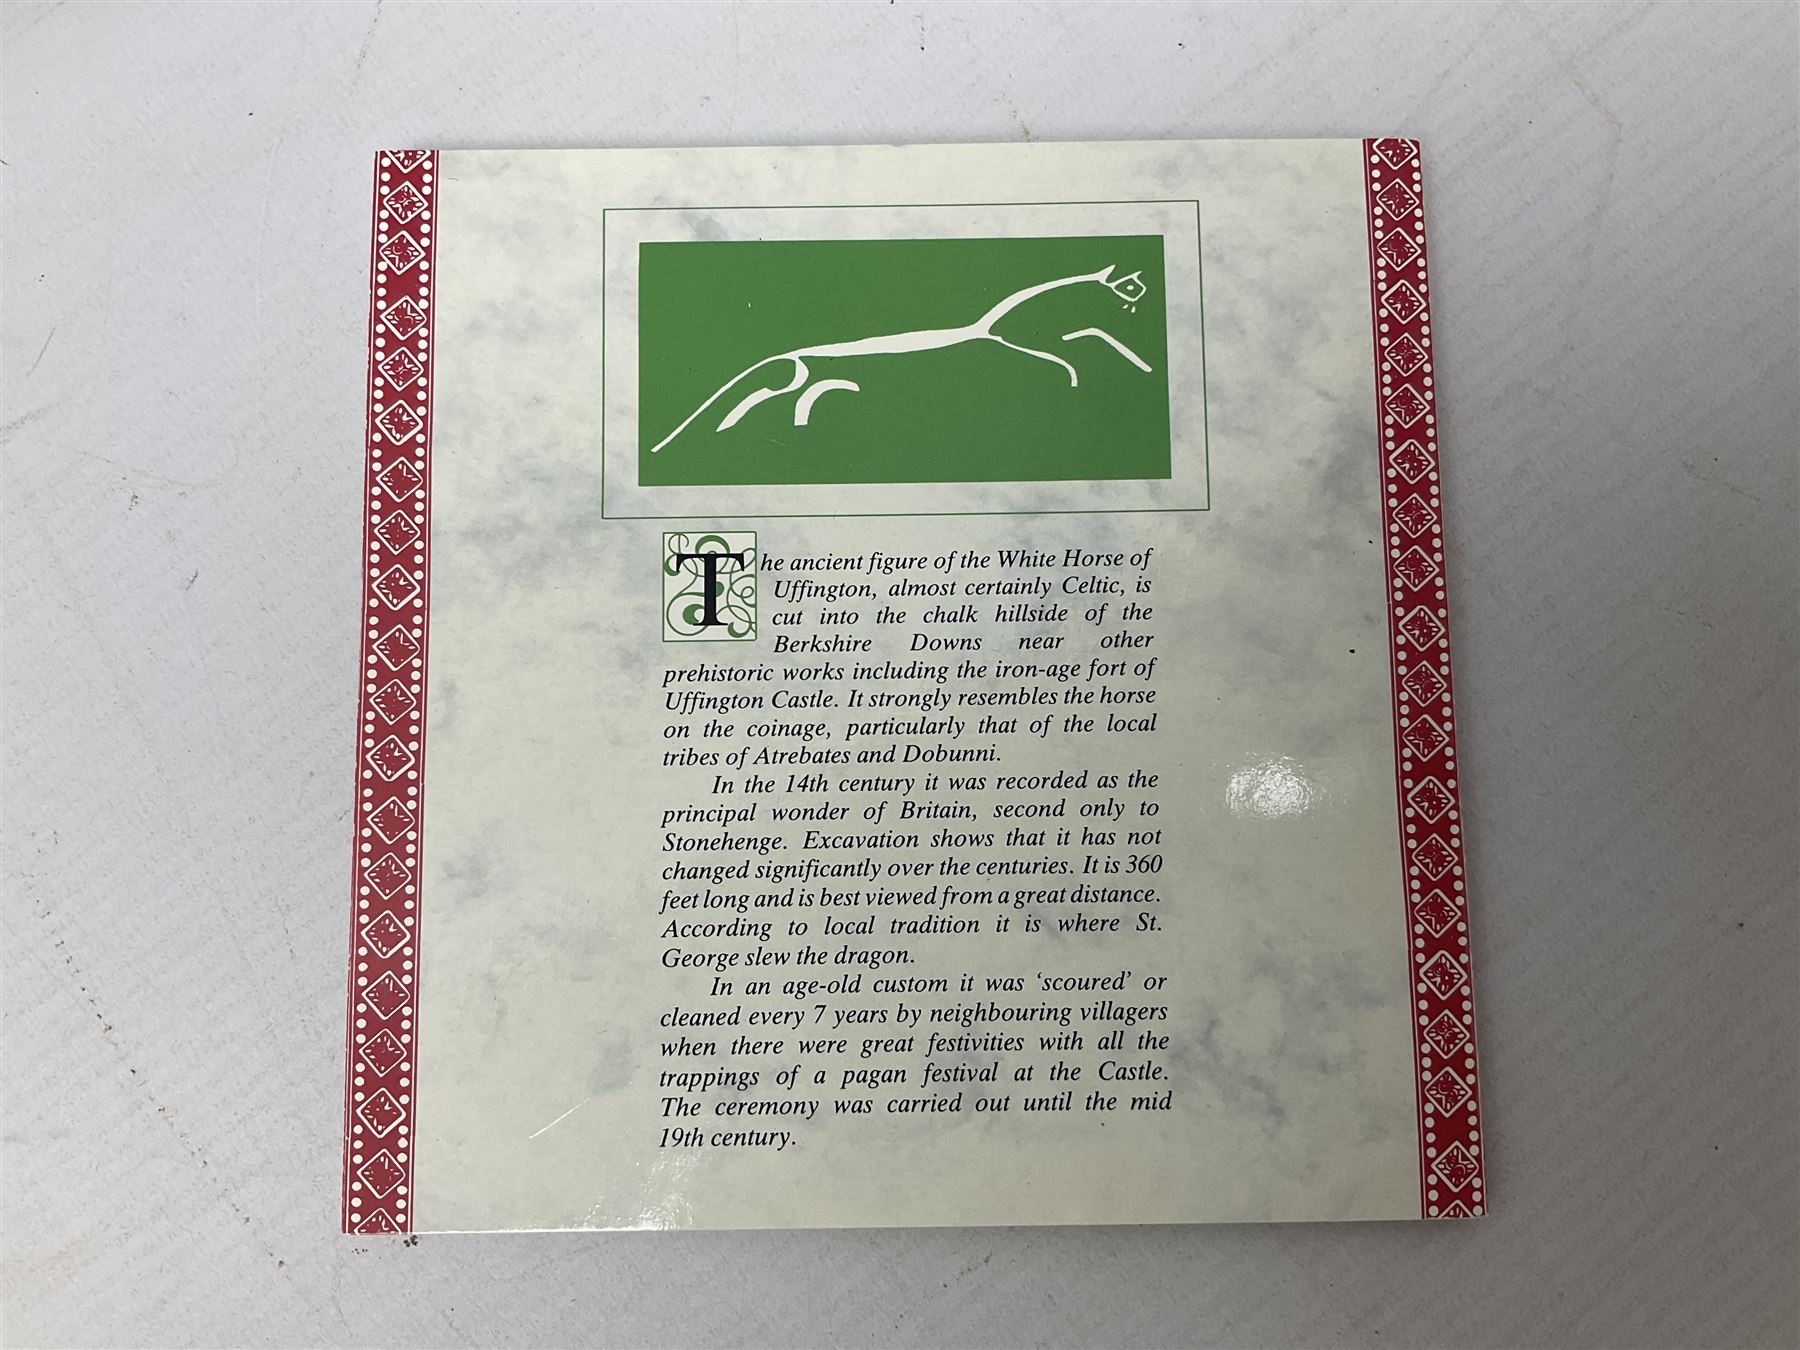 The ancient figure of the White Horse of
Uffington, almost certainly Celtic, is
cut into the chalk hillside of the
Berkshire Downs near other
prehistoric works including the iron-age fort of
Uffington Castle. It strongly resembles the horse
on the coinage, particularly that of the local
tribes of Atrebates and Dobunni.
In the 14th century it was recorded as the
principal wonder of Britain, second only to
Stonehenge. Excavation shows that it has not
changed significantly over the centuries. It is 360
feet long and is best viewed from a great distance.
According to local tradition it is where St.
George slew the dragon.
In an age-old custom it was ‘scoured’ or
cleaned every 7 years by neighbouring villagers
when there were great festivities with all the
trappings of a pagan festival at the Castle.
The ceremony was carried out until the mid
19th century.